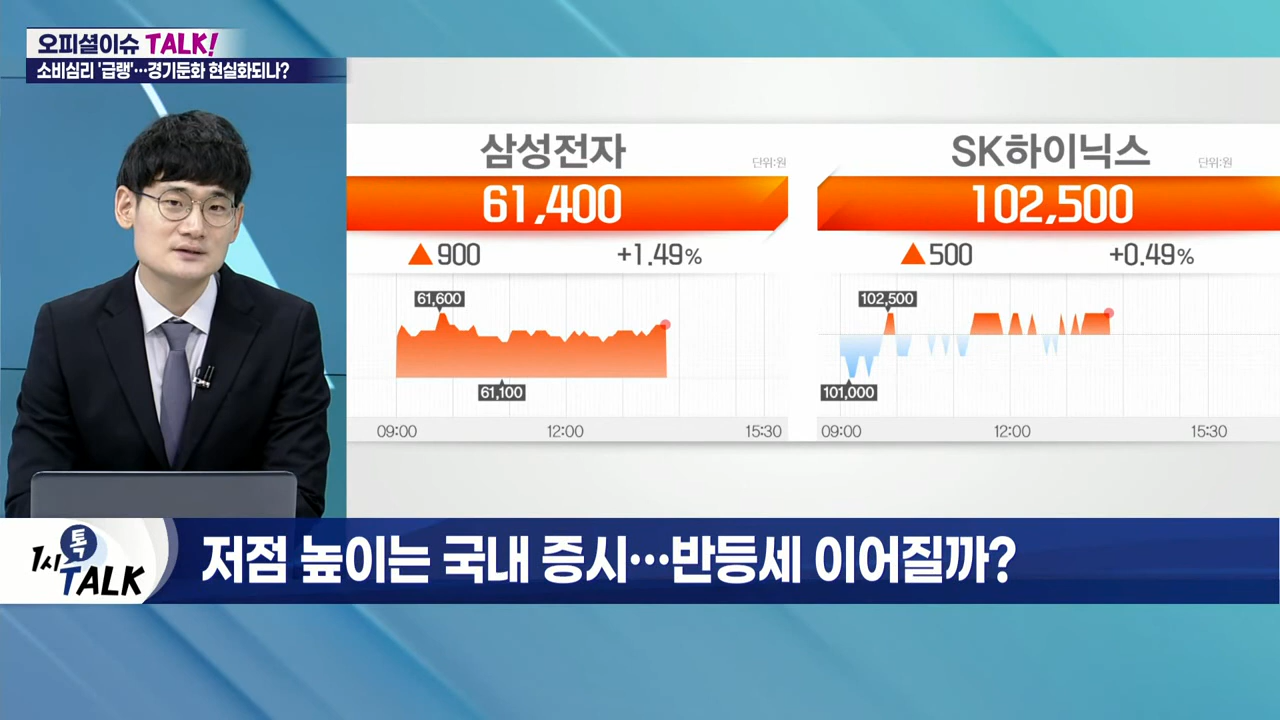 오피셜이슈 TALK!
소비심리 '급랭'…경기둔화 현실화되나?
삼성전자
단위:원
61,400
▲900 +1.49%
61,600
61,100
09:00 12:00 15:30
SK하이닉스
단위:원
102,500
▲500 +0.49%
102,500
101,000
09:00 12:00 15:30
1시 톡 TALK
저점 높이는 국내 증시…반등세 이어질까?